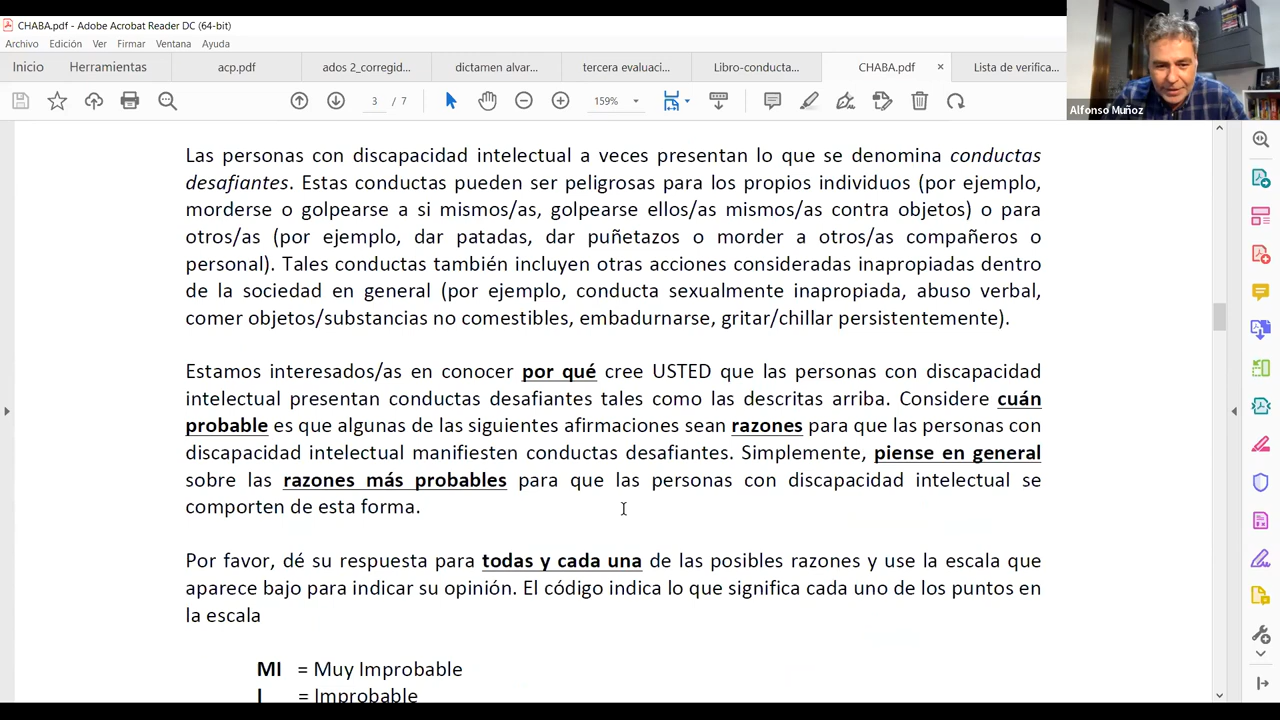 CHABA.pdf - Adobe Acrobat Reader DC (64-bit)
Archivo Edición Ver Firmar Ventana Ayuda
Inicio Herramientas acp.pdf ados 2_corregid... dictamen alvar... tercera evaluaci... Libro-conducta... CHABA.pdf × Lista de verifica...
3 / 7 159%
Alfonso Muñoz
Las personas con discapacidad intelectual a veces presentan lo que se denomina conductas
desafiantes. Estas conductas pueden ser peligrosas para los propios individuos (por ejemplo,
morderse o golpearse a si mismos/as, golpearse ellos/as mismos/as contra objetos) o para
otros/as (por ejemplo, dar patadas, dar puñetazos o morder a otros/as compañeros o
personal). Tales conductas también incluyen otras acciones consideradas inapropiadas dentro
de la sociedad en general (por ejemplo, conducta sexualmente inapropiada, abuso verbal,
comer objetos/substancias no comestibles, embadurnarse, gritar/chillar persistentemente).
Estamos interesados/as en conocer por qué cree USTED que las personas con discapacidad
intelectual presentan conductas desafiantes tales como las descritas arriba. Considere cuán
probable es que algunas de las siguientes afirmaciones sean razones para que las personas con
discapacidad intelectual manifiesten conductas desafiantes. Simplemente, piense en general
sobre las razones más probables para que las personas con discapacidad intelectual se
comporten de esta forma.
Por favor, dé su respuesta para todas y cada una de las posibles razones y use la escala que
aparece bajo para indicar su opinión. El código indica lo que significa cada uno de los puntos en
la escala
MI = Muy Improbable
I = Improbable